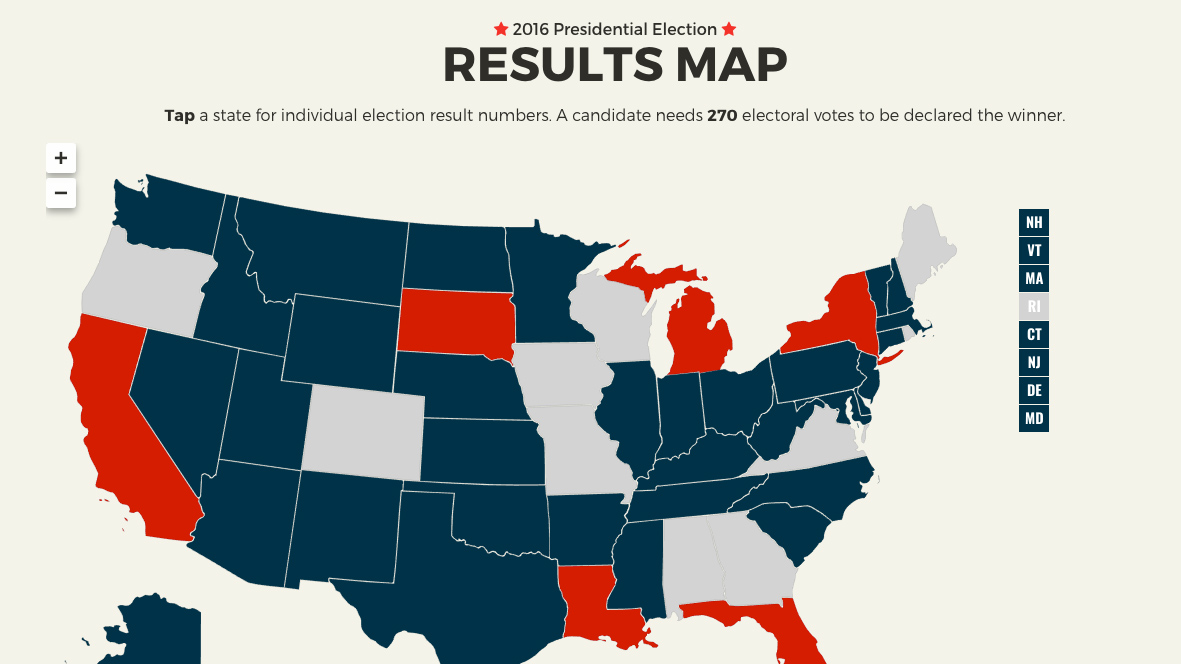 2016 Presidential Election
RESULTS MAP
Tap a state for individual election result numbers. A candidate needs 270 electoral votes to be declared the winner.
+
−
NH
VT
MA
RI
CT
NJ
DE
MD